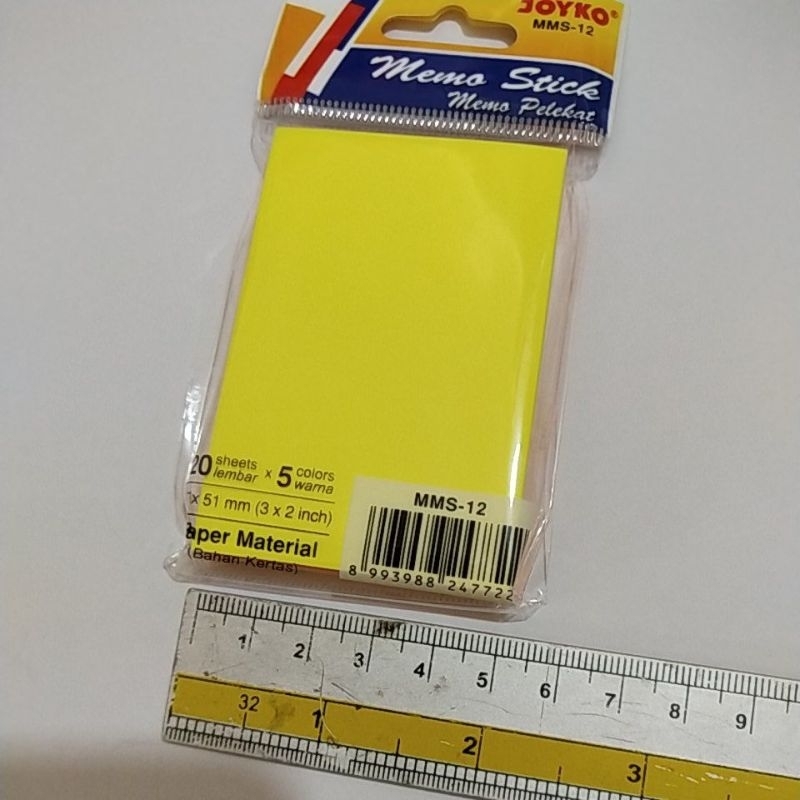 JOYKO®
MMS-12
Memo Stick
Memo Pelekat
20 sheets x 5 colors
lembar warna
x 51 mm (3 x 2 inch)
aper Material
(Bahan Kertas)
MMS-12
8 993988 247722
1 2 3 4 5 6 7 8 9
32 1 2 3